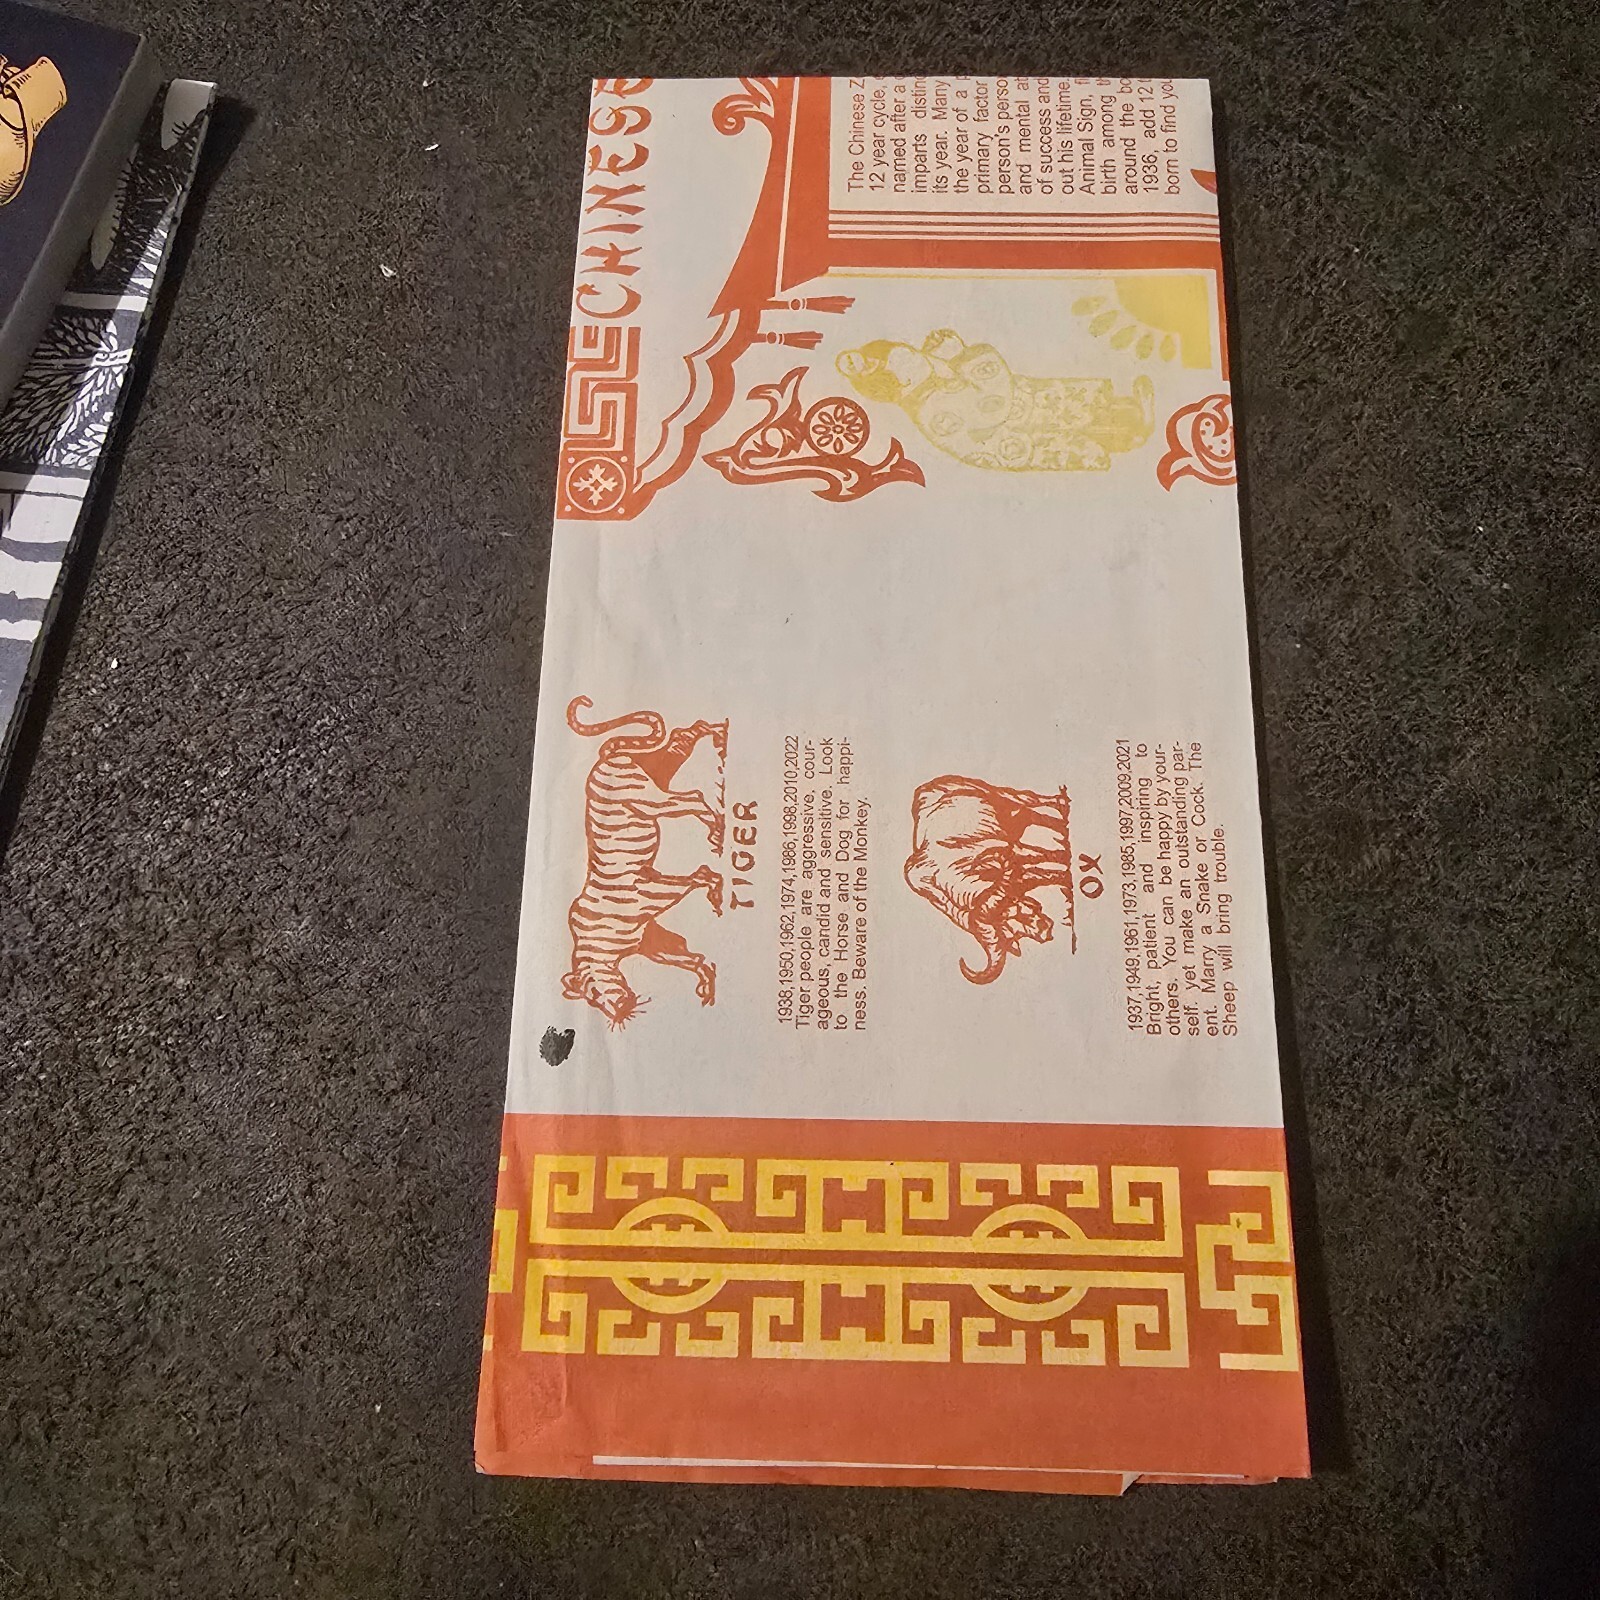 CHINESE
The Chinese Z
12 year cycle,
named after a
imparts distinc
its year. Many
the year of a
primary factor
person's perso
and mental at
of success and
out his lifetime.
Animal Sign, fi
birth among th
around the bo
1936, add 12 t
born to find you
TIGER
1938,1950,1962,1974,1986,1998,2010,2022
Tiger people are aggressive, cour-
ageous, candid and sensitive. Look
to the Horse and Dog for happi-
ness. Beware of the Monkey.
OX
1937,1949,1961,1973,1985,1997,2009,2021
Bright, patient and inspiring to
others. You can be happy by your-
self, yet make an outstanding par-
ent. Marry a Snake or Cock. The
Sheep will bring trouble.